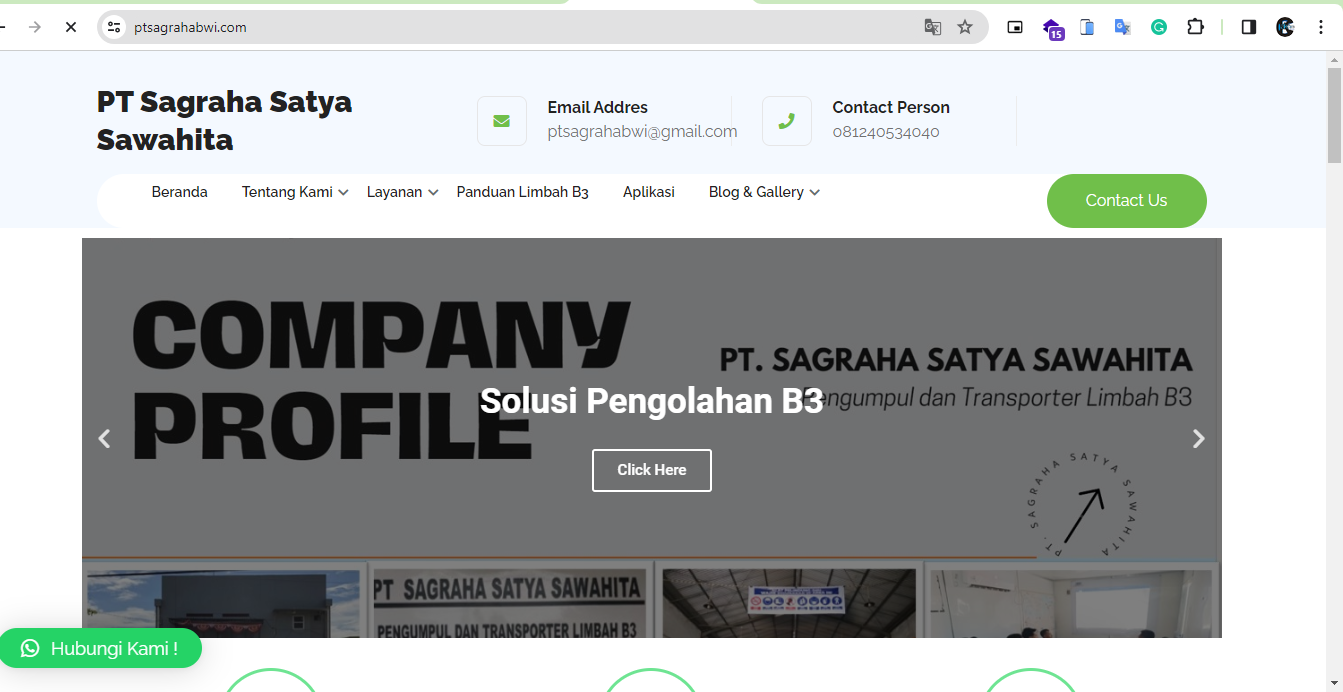 ptsagrahabwi.com
15
PT Sagraha Satya
Sawahita
Email Addres
ptsagrahabwi@gmail.com
Contact Person
081240534040
Beranda
Tentang Kami
Layanan
Panduan Limbah B3
Aplikasi
Blog & Gallery
Contact Us
COMPANY
PROFILE
PT. SAGRAHA SATYA SAWAHITA
Pengumpul dan Transporter Limbah B3
Solusi Pengolahan B3
Click Here
PT. SAGRAHA SATYA SAWAHITA
PT SAGRAHA SATYA SAWAHITA
PENGUMPUL DAN TRANSPORTER LIMBAH B3
Hubungi Kami !